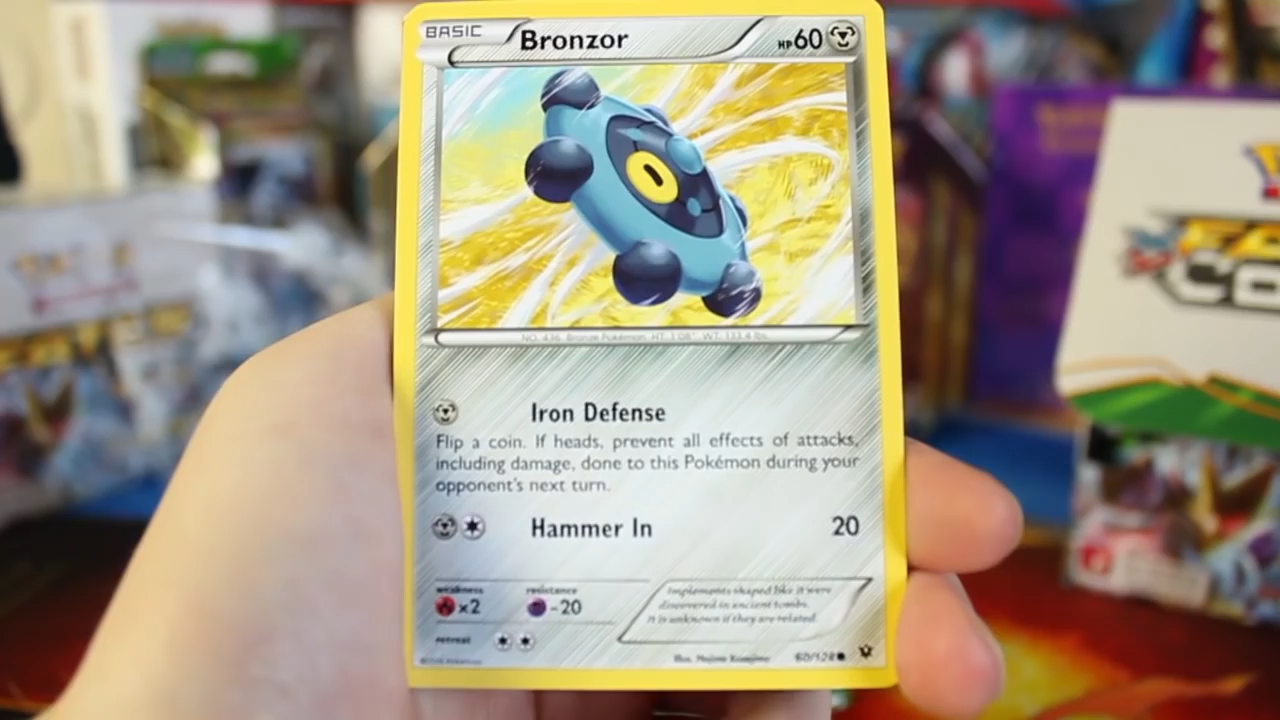 BASIC
Bronzor
HP60
NO. 436 Bronze Pokémon HT: 1'08" WT: 133.4 lbs.
Iron Defense
Flip a coin. If heads, prevent all effects of attacks,
including damage, done to this Pokémon during your
opponent's next turn.
Hammer In 20
weakness resistance
×2 -20
Implements shaped like it were
discovered in ancient tombs.
It is unknown if they are related.
retreat
Illus.
CO